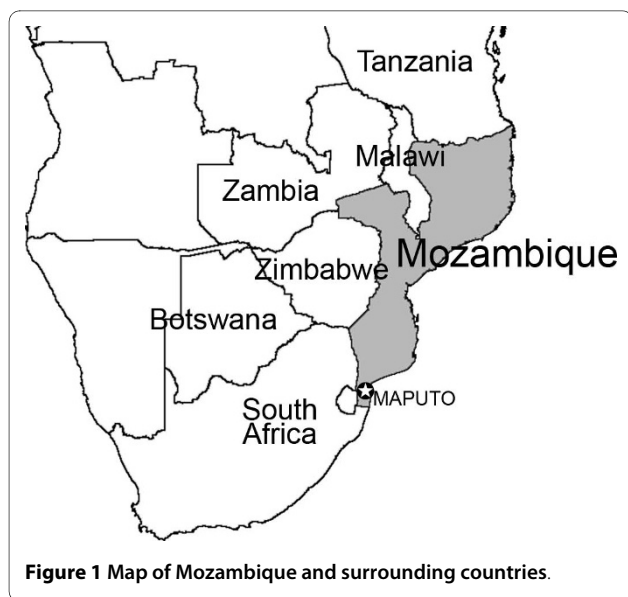 Tanzania
Malawi
Zambia
Mozambique
Zimbabwe
Botswana
MAPUTO
South
Africa
Figure 1 Map of Mozambique and surrounding countries.